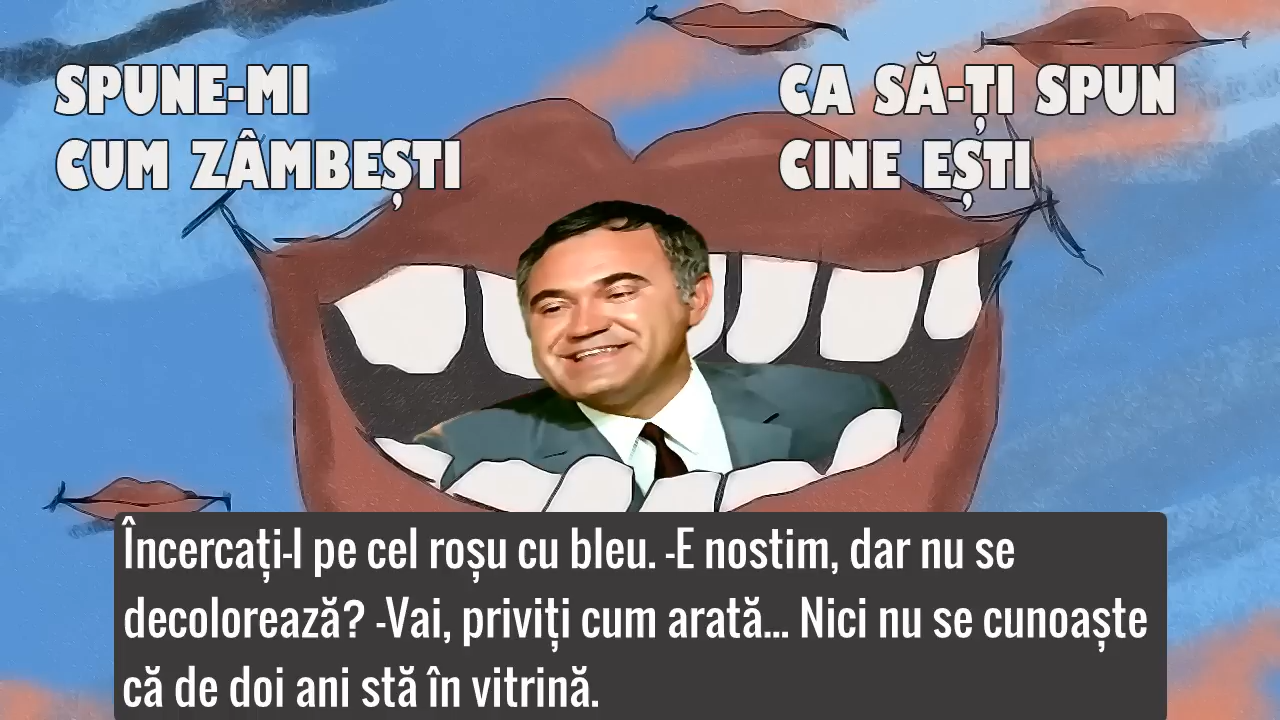 SPUNE-MI
CUM ZÂMBEȘTI
CA SĂ-ȚI SPUN
CINE EȘTI
Încercați-l pe cel roșu cu bleu. -E nostim, dar nu se
decolorează? -Vai, priviți cum arată... Nici nu se cunoaște
că de doi ani stă în vitrină.